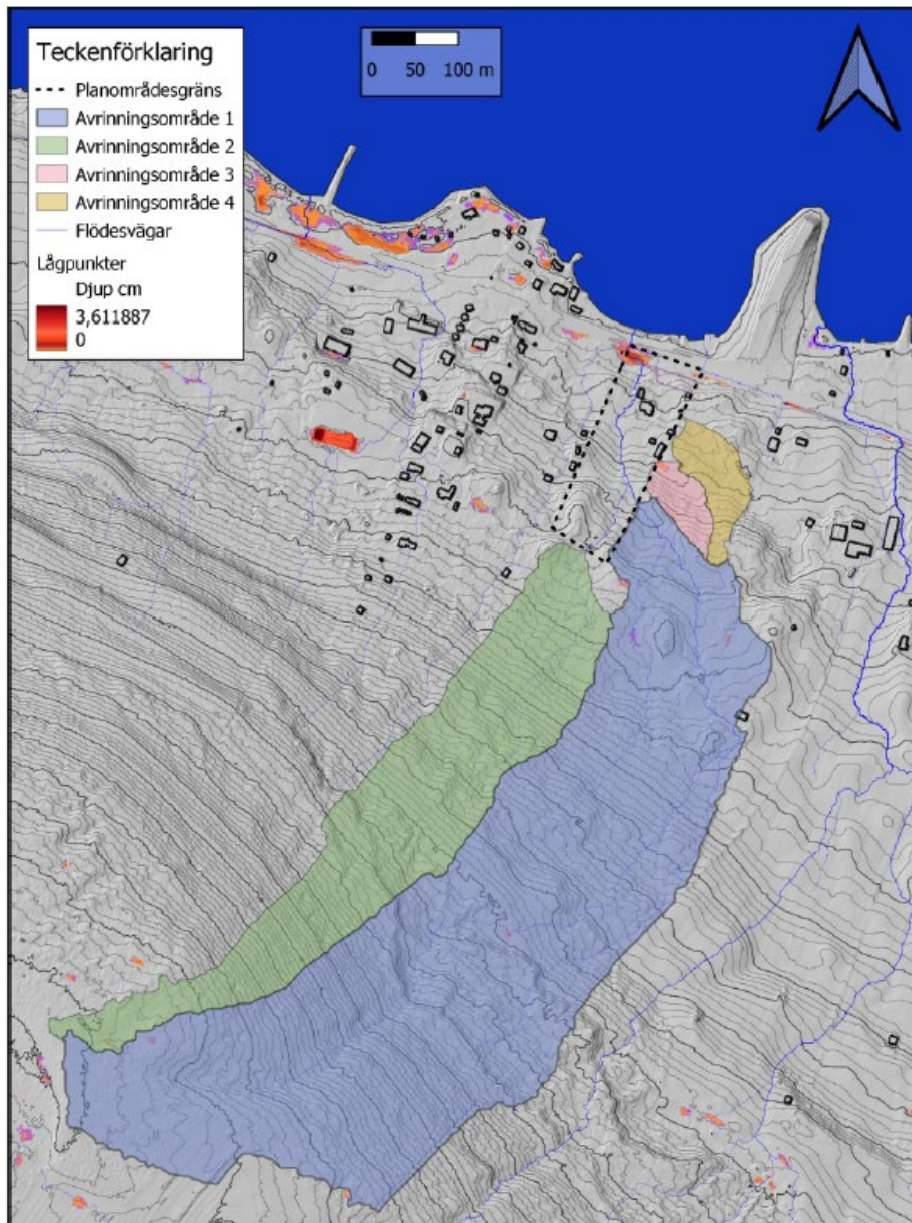 Teckenförklaring
Planområdesgräns
Avrinningsområde 1
Avrinningsområde 2
Avrinningsområde 3
Avrinningsområde 4
Flödesvägar
Lågpunkter
Djup cm
3,611887
0
0 50 100 m